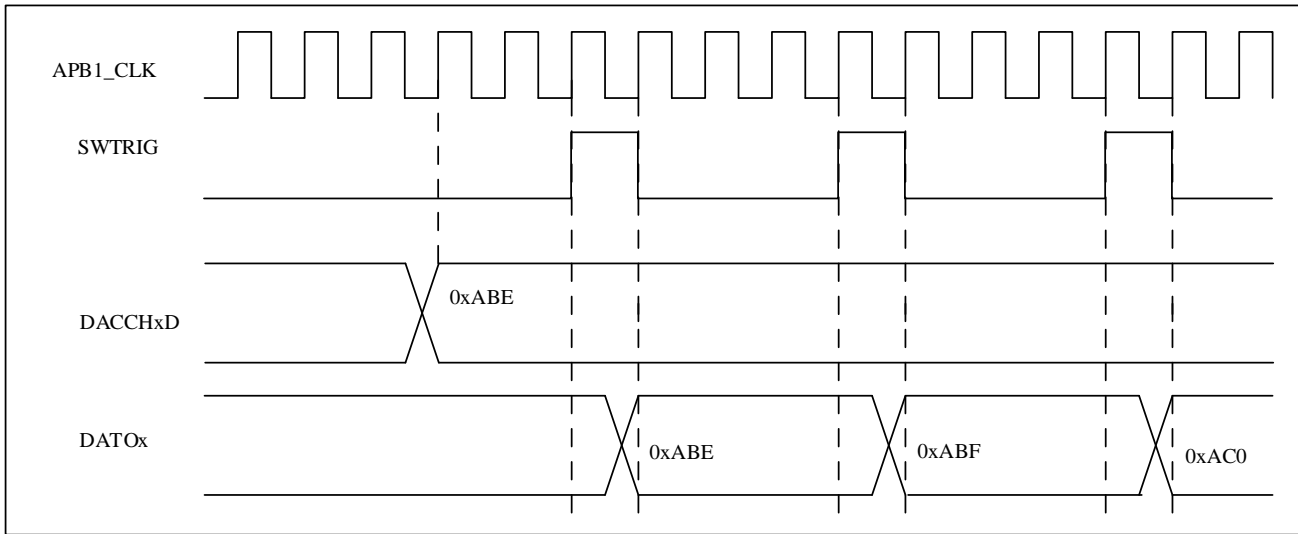 APB1_CLK
SWTRIG
DACCHxD
0xABE
DATOx
0xABE
0xABF
0xAC0